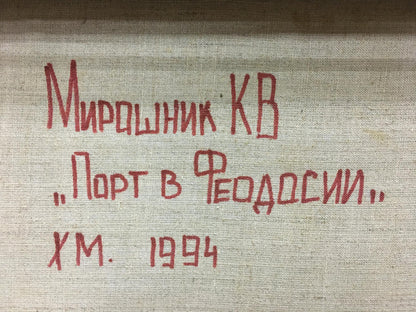 Мирошник КВ
„Порт в Феодосии„
ХМ. 1994